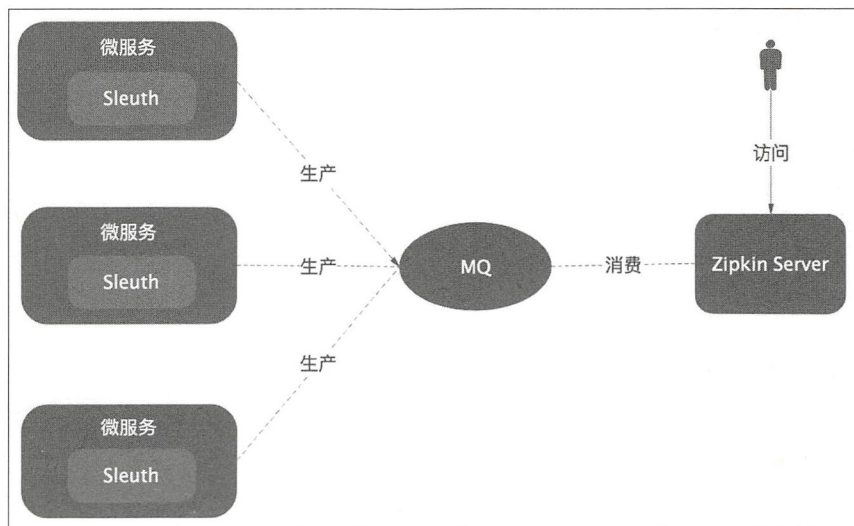 微服务
Sleuth
生产
访问
微服务
Sleuth
生产
MQ
消费
Zipkin Server
生产
微服务
Sleuth